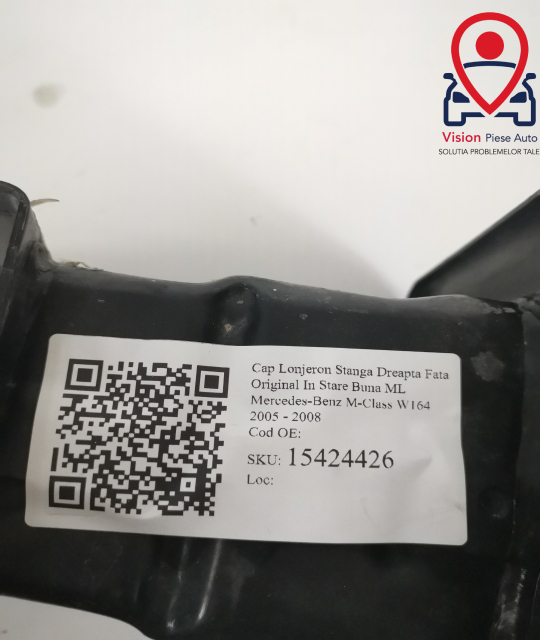 Vision Piese Auto
SOLUTIA PROBLEMELOR TALE
Cap Lonjeron Stanga Dreapta Fata
Original In Stare Buna ML
Mercedes-Benz M-Class W164
2005 - 2008
Cod OE:
SKU: 15424426
Loc: